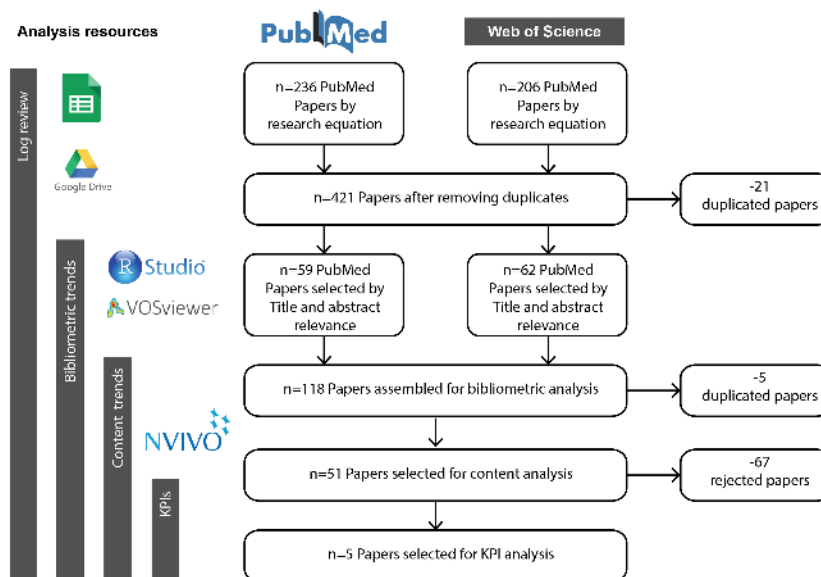 Analysis resources
PubMed
Web of $cience
n=236 PubMed
Papers by
research equation
n=206 PubMed
Papers by
research equation
n=421 Papers after removing duplicates
-21
duplicated papers
n=59 PubMed
Papers selected by
Title and abstract
relevance
n=62 PubMed
Papers selected by
Title and abstract
relevance
n=118 Papers assembled for bibliometric analysis
-5
duplicated papers
n=51 Papers selected for content analysis
-67
rejected papers
n=5 Papers selected for KPI analysis
Log review
Google Drive
Bibliometric trends
R Studio
VOSviewer
Content trends
NVIVO
KPIs